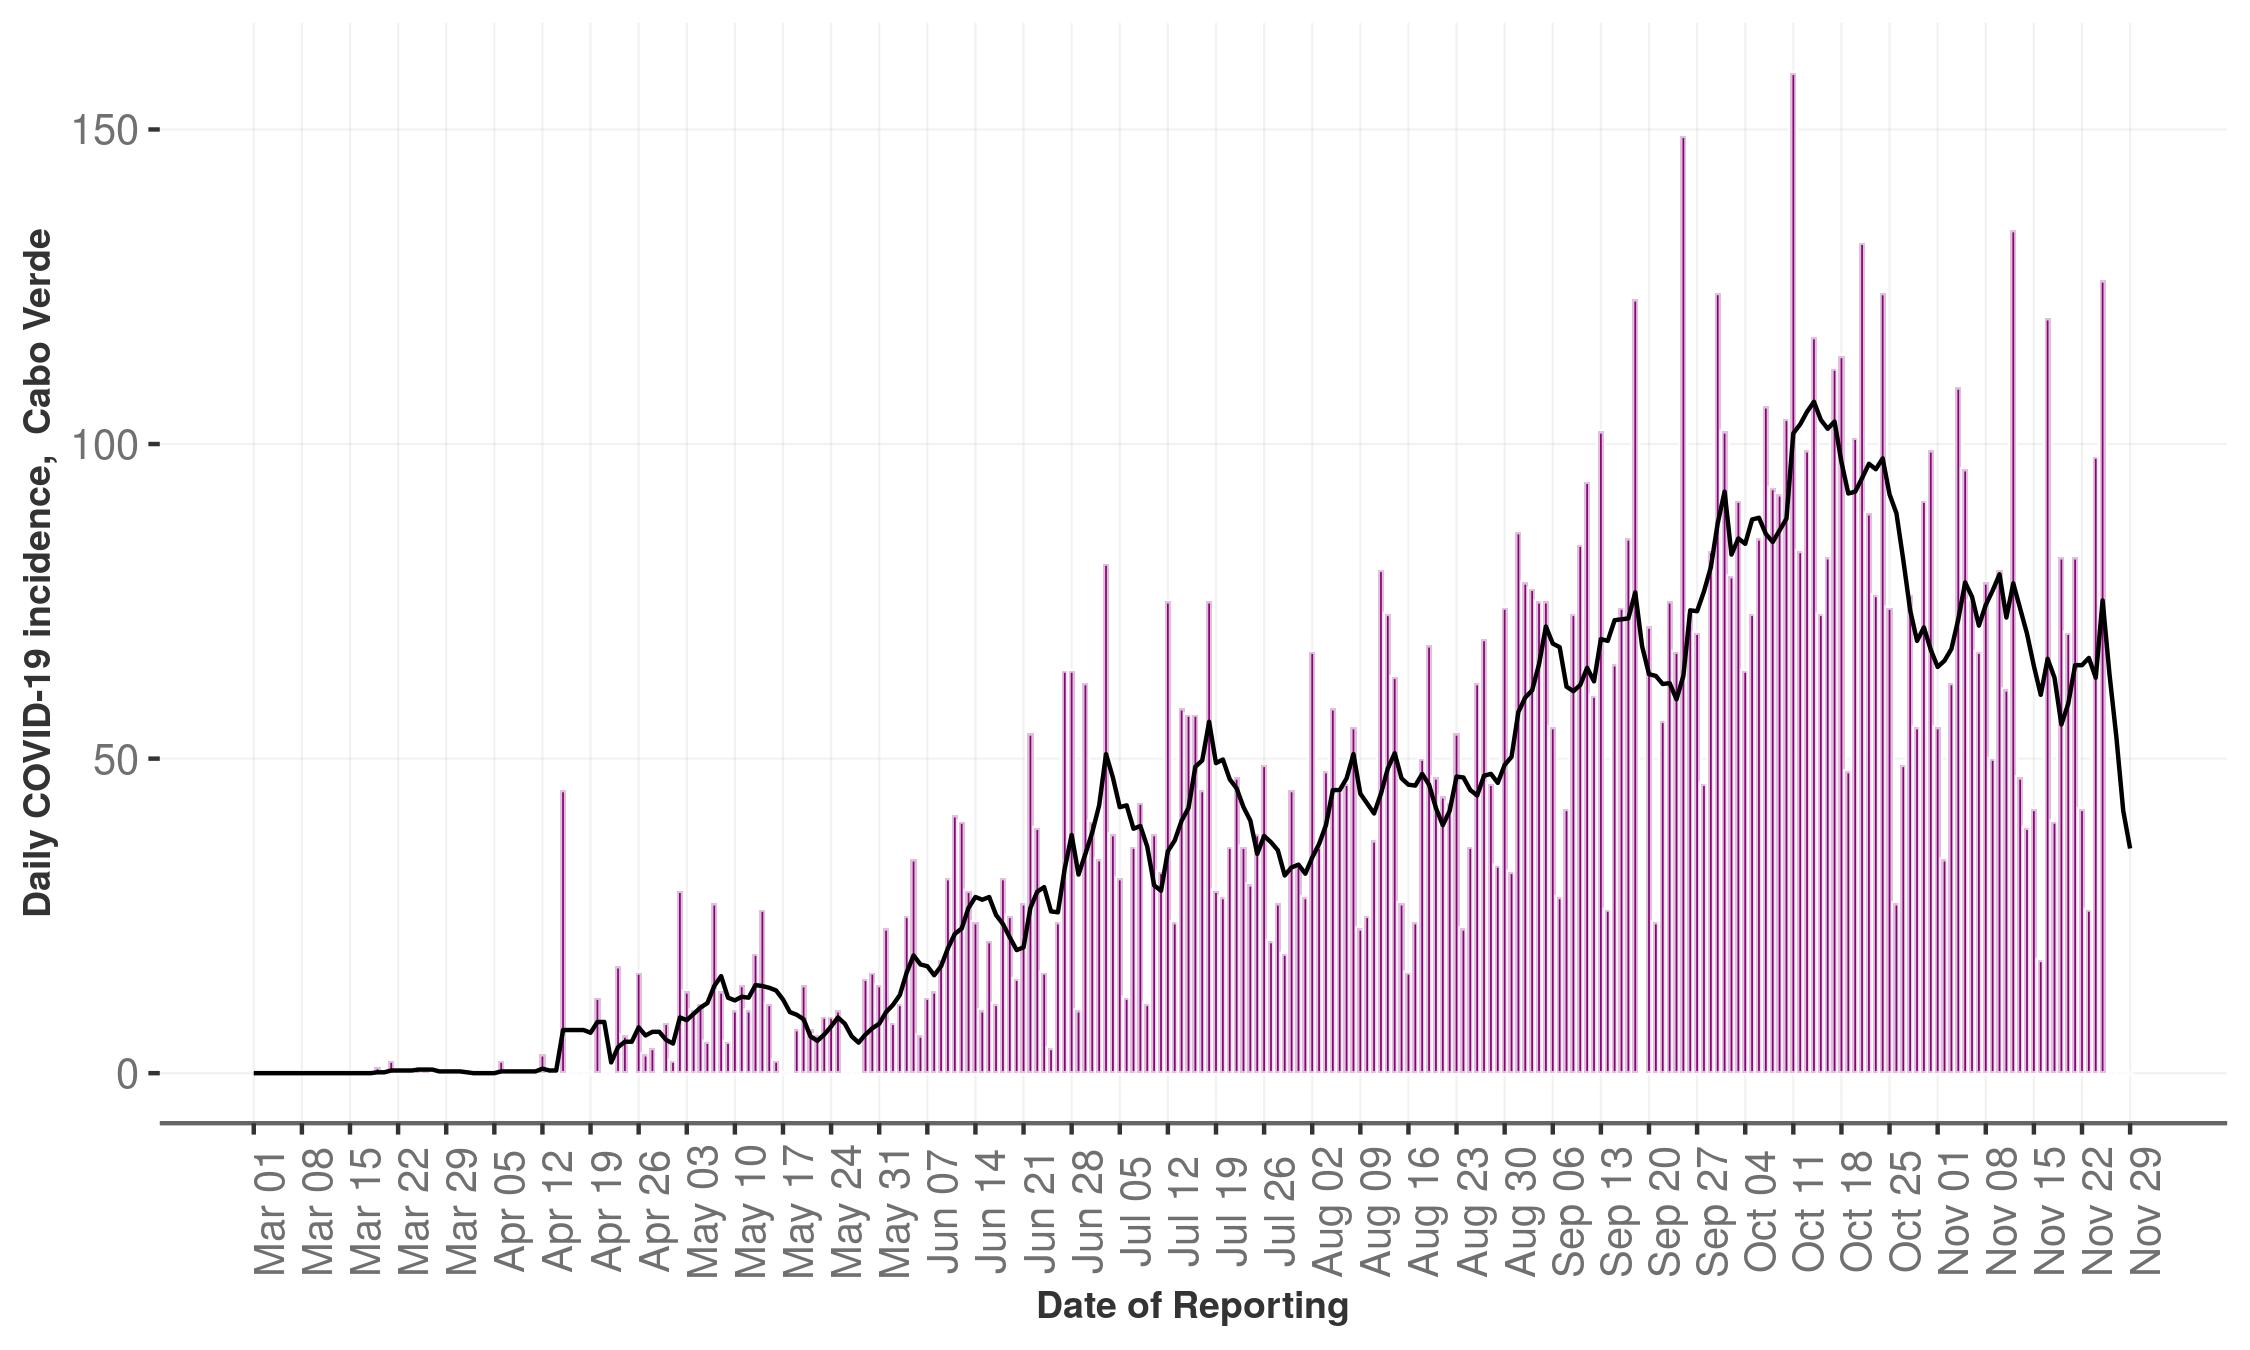 Daily COVID-19 incidence, Cabo Verde
150
100
50
0
Mar 01
Mar 08
Mar 15
Mar 22
Mar 29
Apr 05
Apr 12
Apr 19
Apr 26
May 03
May 10
May 17
May 24
May 31
Jun 07
Jun 14
Jun 21
Jun 28
Jul 05
Jul 12
Jul 19
Jul 26
Aug 02
Aug 09
Aug 16
Aug 23
Aug 30
Sep 06
Sep 13
Sep 20
Sep 27
Oct 04
Oct 11
Oct 18
Oct 25
Nov 01
Nov 08
Nov 15
Nov 22
Nov 29
Date of Reporting